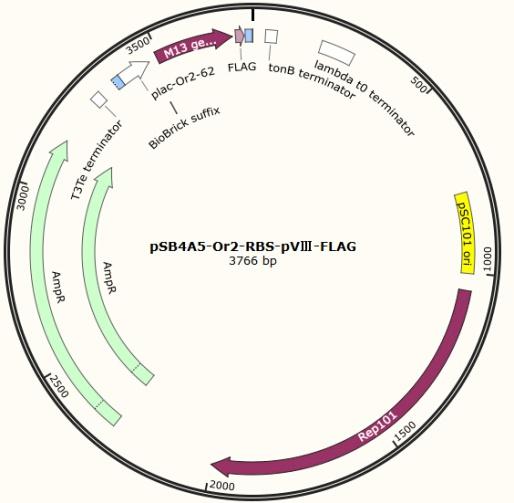 3500
M13 ge...
FLAG
tonB terminator
lambda t0 terminator
500
plac-Or2-62
BioBrick suffix
T3Te terminator
3000
AmpR
AmpR
pSC101 ori
1000
pSB4A5-Or2-RBS-pVⅢ-FLAG
3766 bp
2500
Rep101
1500
2000